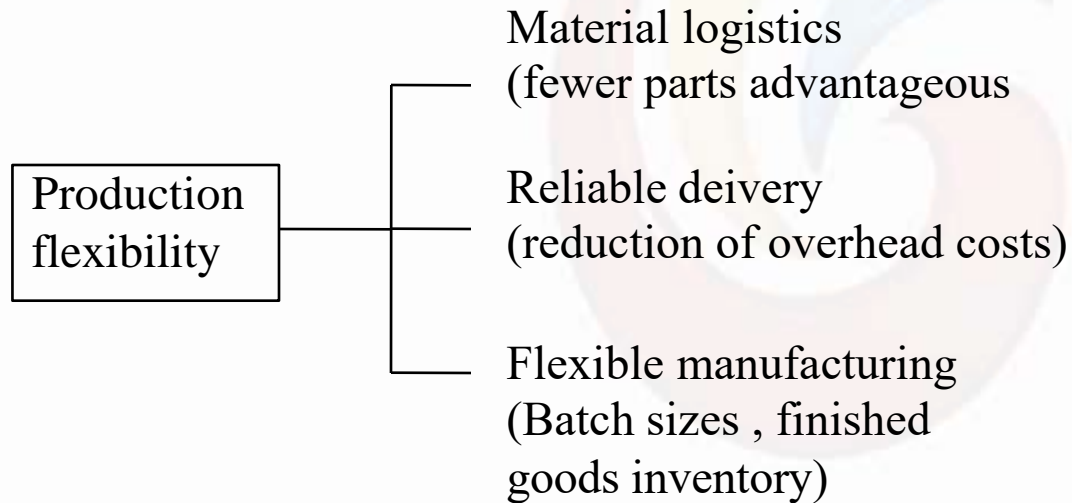 Material logistics
(fewer parts advantageous
Production
flexibility
Reliable deivery
(reduction of overhead costs)
Flexible manufacturing
(Batch sizes , finished
goods inventory)